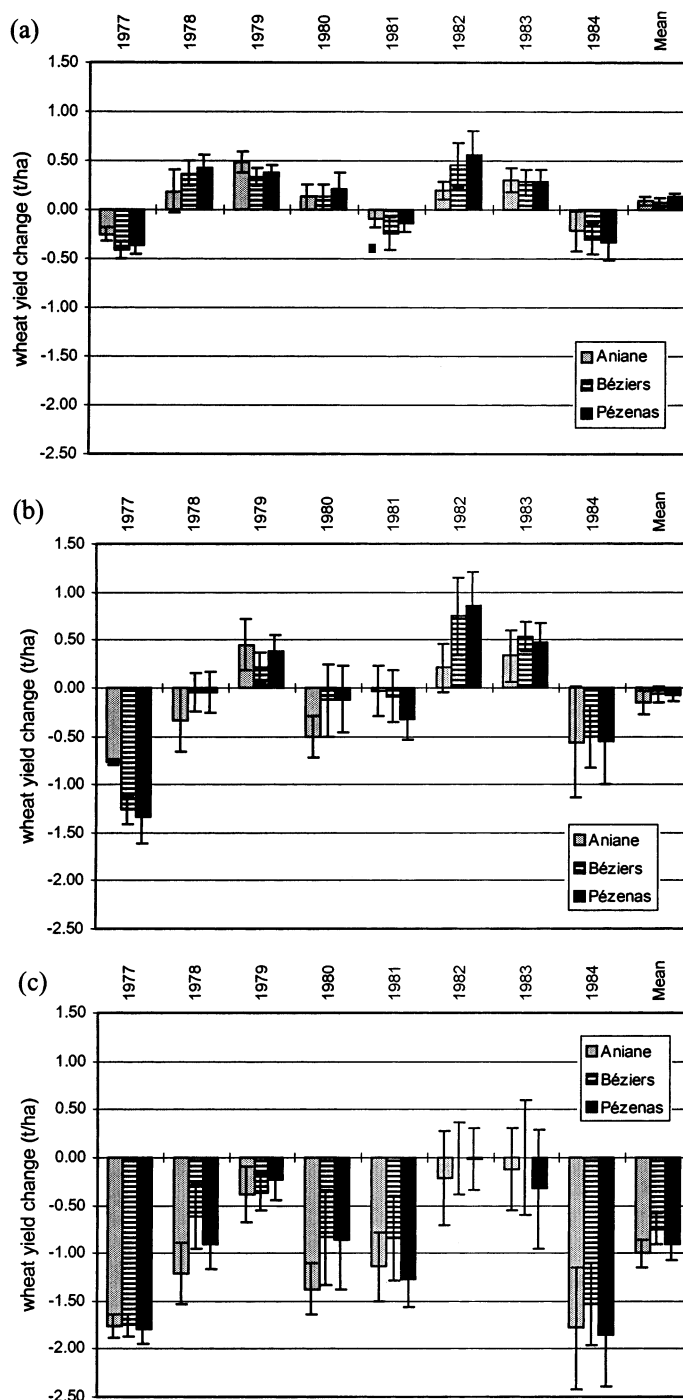 (a)
1977 1978 1979 1980 1981 1982 1983 1984 Mean
wheat yield change (t/ha)
1.50
1.00
0.50
0.00
-0.50
-1.00
-1.50
-2.00
-2.50
Aniane
Béziers
Pézenas
(b)
1977 1978 1979 1980 1981 1982 1983 1984 Mean
wheat yield change (t/ha)
1.50
1.00
0.50
0.00
-0.50
-1.00
-1.50
-2.00
-2.50
Aniane
Béziers
Pézenas
(c)
1977 1978 1979 1980 1981 1982 1983 1984 Mean
wheat yield change (t/ha)
1.50
1.00
0.50
0.00
-0.50
-1.00
-1.50
-2.00
-2.50
Aniane
Béziers
Pézenas